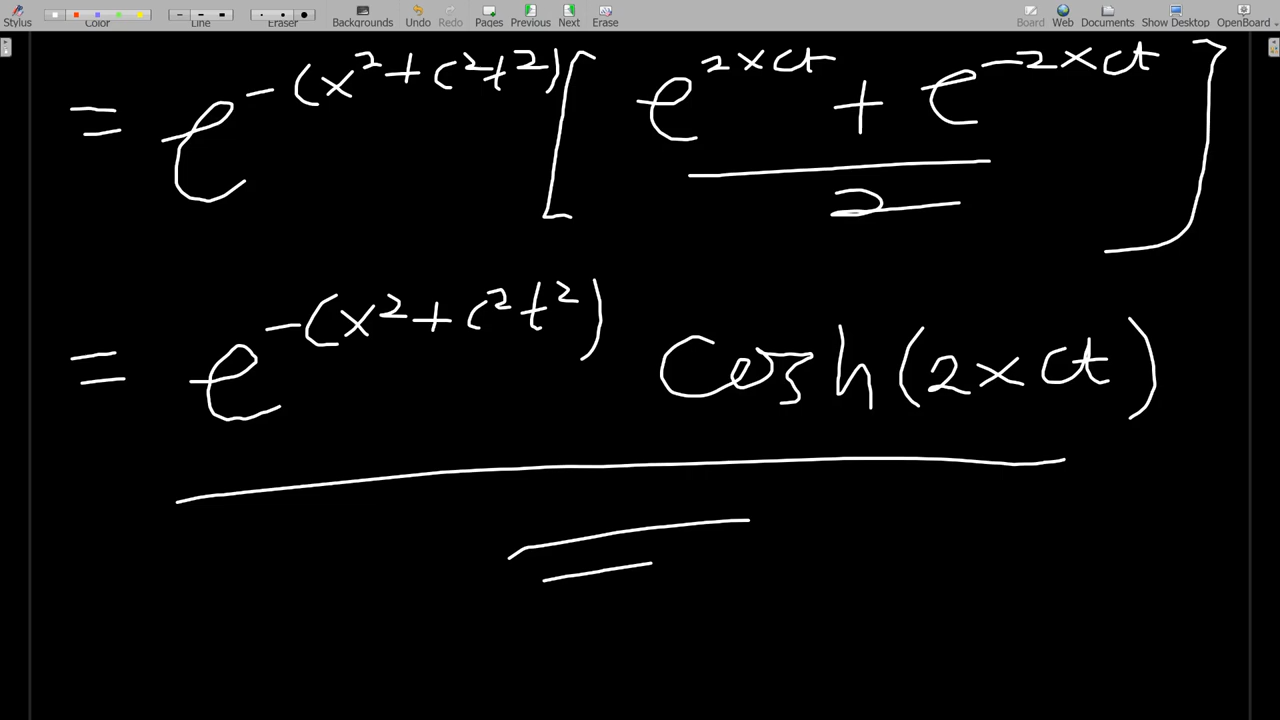 Stylus Color Line Eraser Backgrounds Undo Redo Pages Previous Next Erase Board Web Documents Show Desktop OpenBoard
= e^{-(x^2+c^2t^2)} [ \frac{e^{2xct} + e^{-2xct}}{2} ]
= e^{-(x^2+c^2t^2)} Cosh(2xct)